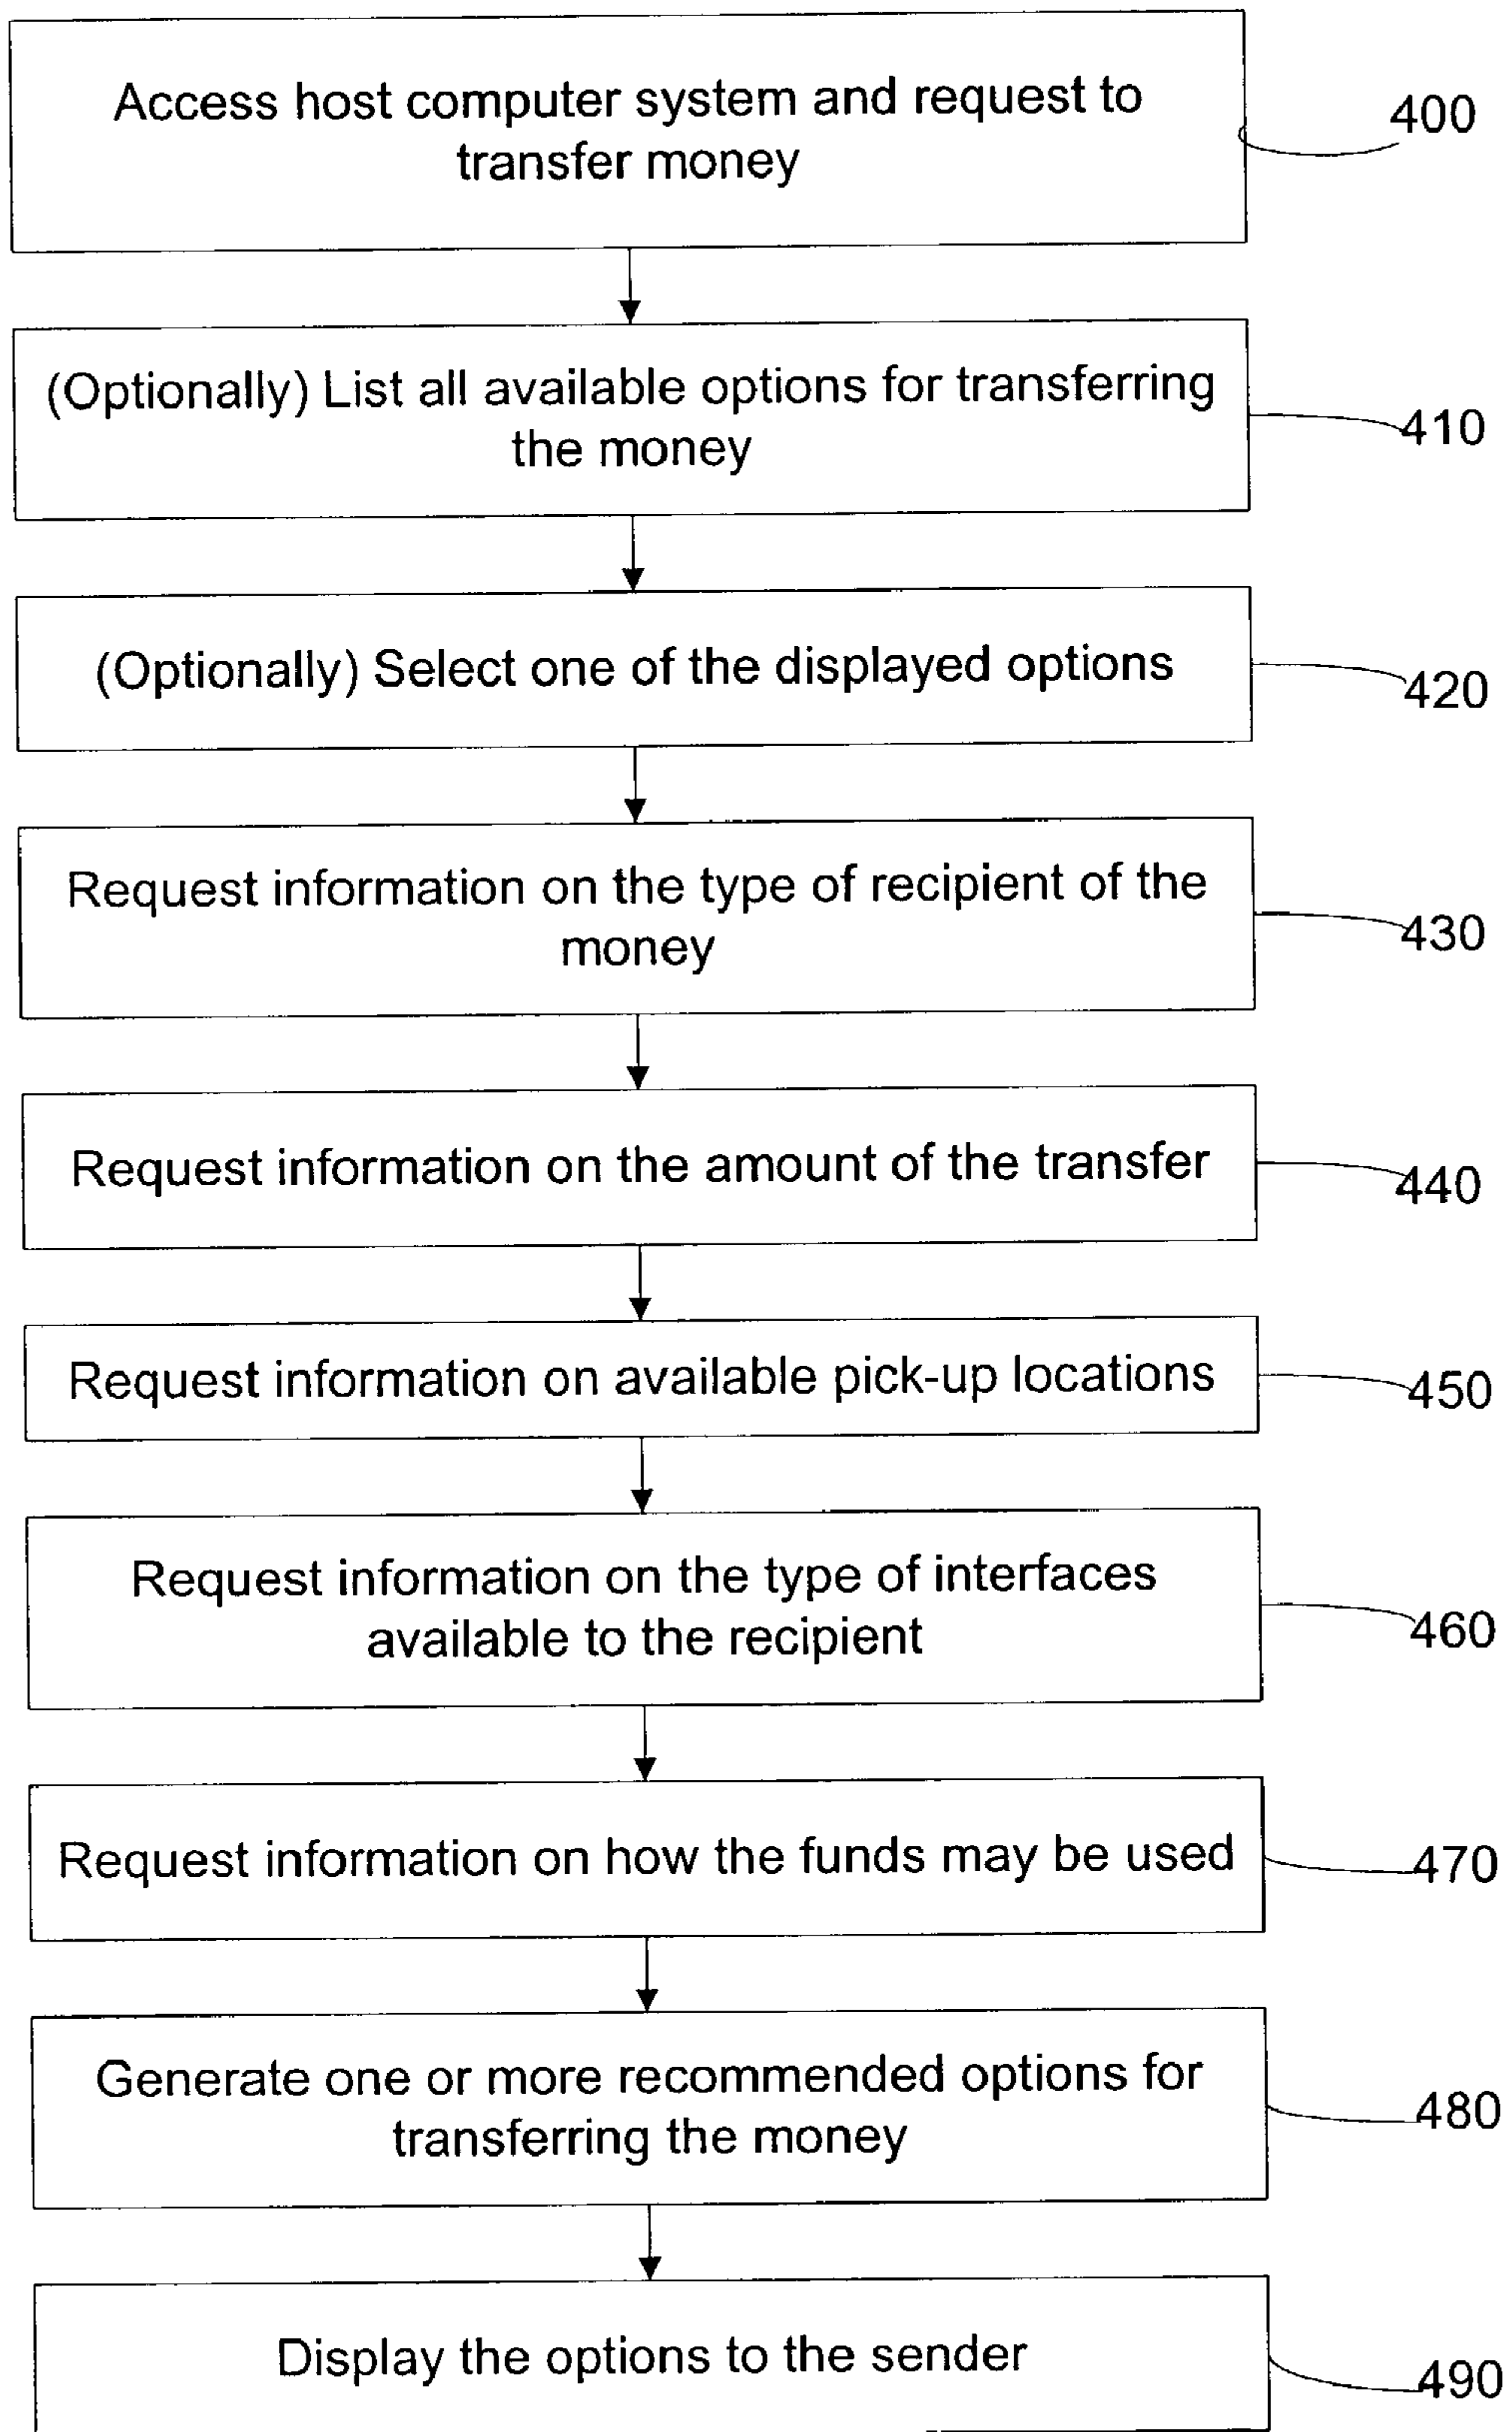 Access host computer system and request to
transfer money
400
(Optionally) List all available options for transferring
the money
410
(Optionally) Select one of the displayed options
420
Request information on the type of recipient of the
money
430
Request information on the amount of the transfer
440
Request information on available pick-up locations
450
Request information on the type of interfaces
available to the recipient
460
Request information on how the funds may be used
470
Generate one or more recommended options for
transferring the money
480
Display the options to the sender
490